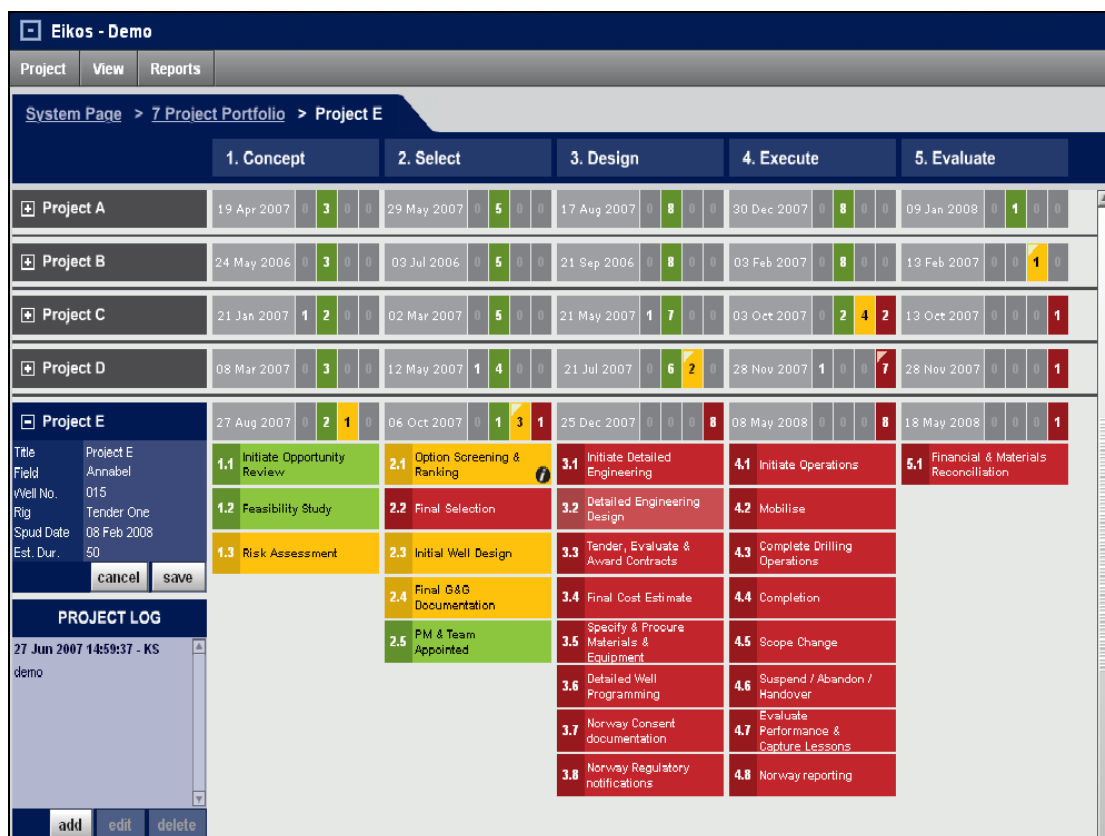 Eikos - Demo
Project View Reports
System Page > 7 Project Portfolio > Project E
1. Concept 2. Select 3. Design 4. Execute 5. Evaluate
Project A 19 Apr 2007 0 3 0 0 29 May 2007 0 5 0 0 17 Aug 2007 0 8 0 0 30 Dec 2007 0 8 0 0 09 Jan 2008 0 1 0 0
Project B 24 May 2006 0 3 0 0 03 Jul 2006 0 5 0 0 21 Sep 2006 0 8 0 0 03 Feb 2007 0 8 0 0 13 Feb 2007 0 0 1 0
Project C 21 Jan 2007 1 2 0 0 02 Mar 2007 0 5 0 0 21 May 2007 1 7 0 0 03 Oct 2007 0 2 4 2 13 Oct 2007 0 0 0 1
Project D 08 Mar 2007 0 3 0 0 12 May 2007 1 4 0 0 21 Jul 2007 0 6 2 0 28 Nov 2007 1 0 0 7 28 Nov 2007 0 0 0 1
Project E 27 Aug 2007 0 2 1 0 06 Oct 2007 0 1 3 1 25 Dec 2007 0 0 0 8 08 May 2008 0 0 0 8 18 May 2008 0 0 0 1
Title Project E
Field Annabel
Well No. 015
Rig Tender One
Spud Date 08 Feb 2008
Est. Dur. 50
cancel save
PROJECT LOG
27 Jun 2007 14:59:37 - KS
demo
add edit delete
1.1 Initiate Opportunity
Review
1.2 Feasibility Study
1.3 Risk Assessment
2.1 Option Screening &
Ranking
i
2.2 Final Selection
2.3 Initial Well Design
2.4 Final G&G
Documentation
2.5 PM & Team
Appointed
3.1 Initiate Detailed
Engineering
3.2 Detailed Engineering
Design
3.3 Tender, Evaluate &
Award Contracts
3.4 Final Cost Estimate
3.5 Specify & Procure
Materials &
Equipment
3.6 Detailed Well
Programming
3.7 Norway Consent
documentation
3.8 Norway Regulatory
notifications
4.1 Initiate Operations
4.2 Mobilise
4.3 Complete Drilling
Operations
4.4 Completion
4.5 Scope Change
4.6 Suspend / Abandon /
Handover
4.7 Evaluate
Performance &
Capture Lessons
4.8 Norway reporting
5.1 Financial & Materials
Reconciliation